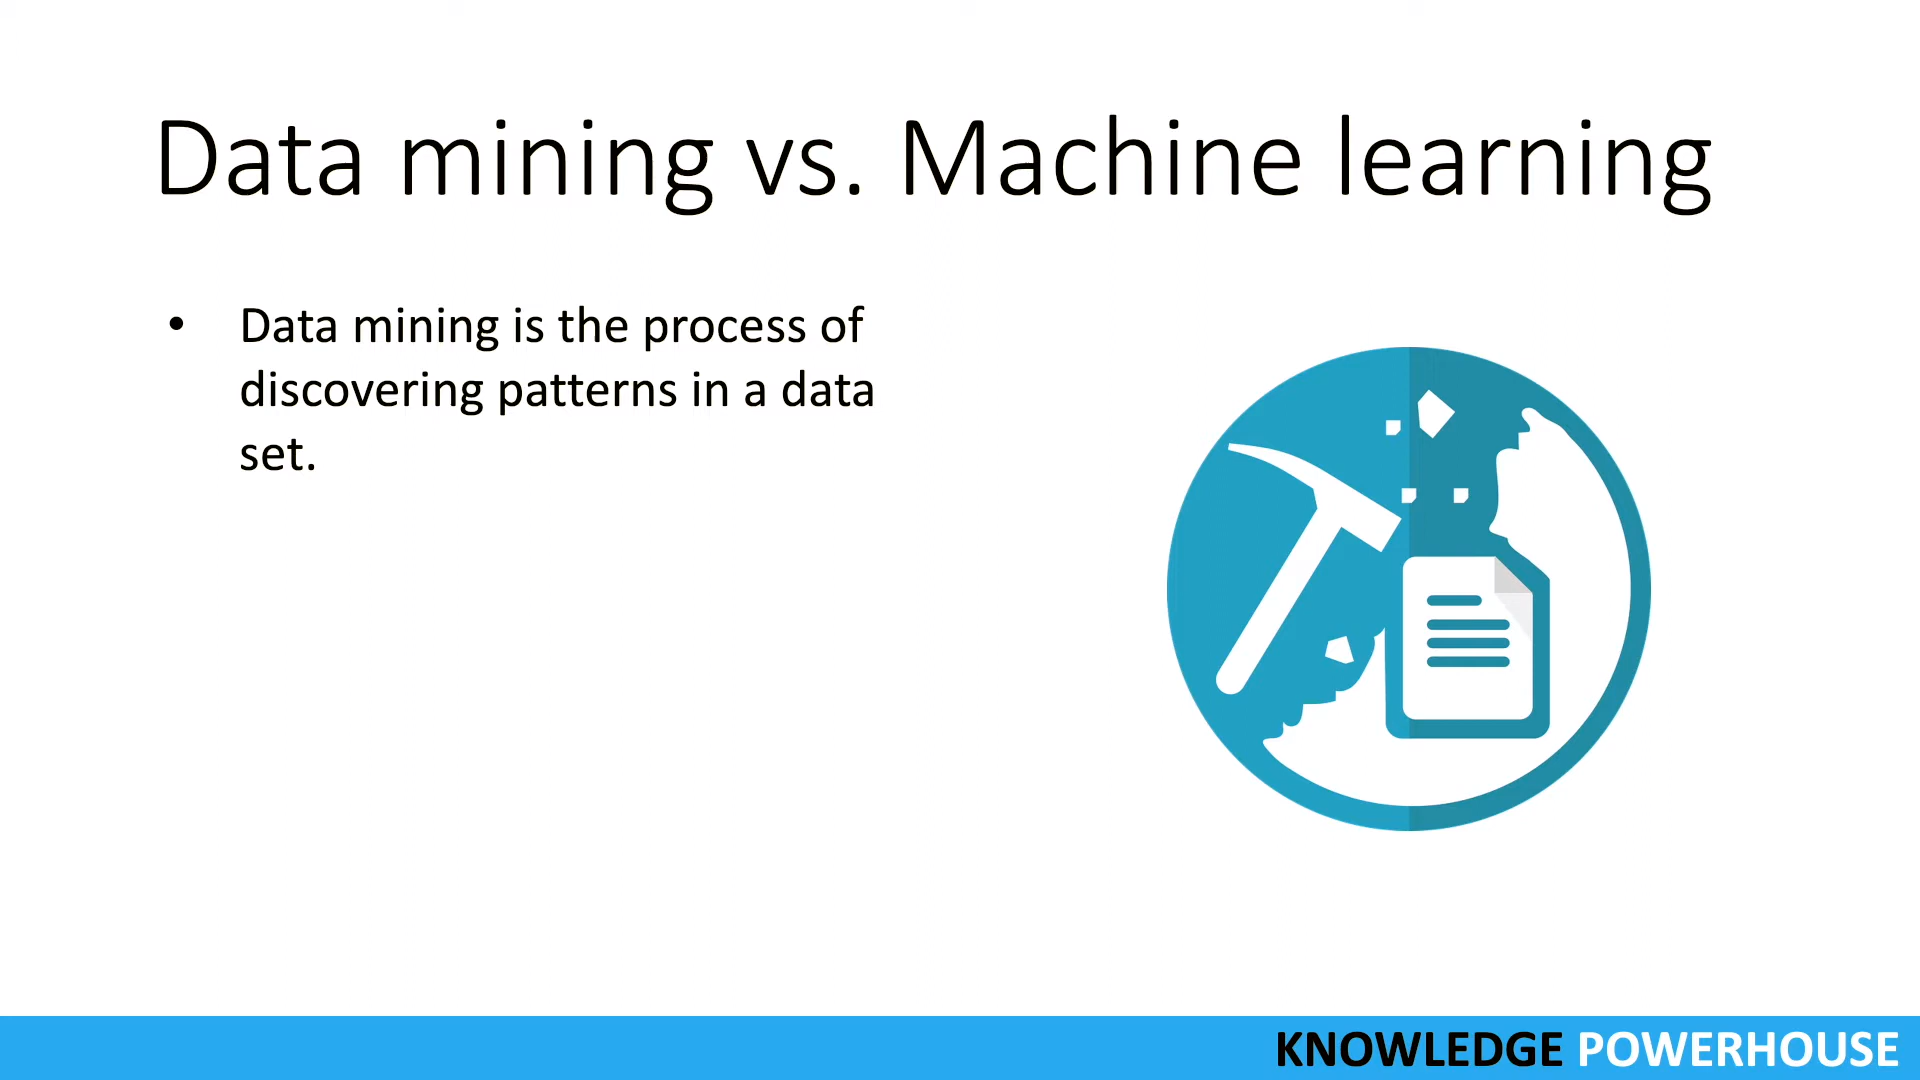 Data mining vs. Machine learning
• Data mining is the process of
discovering patterns in a data
set.
KNOWLEDGE POWERHOUSE